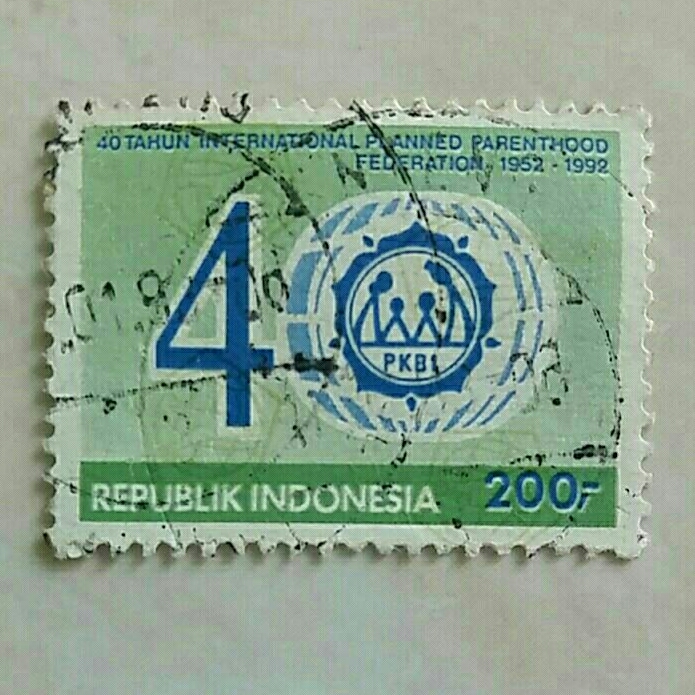 40 TAHUN INTERNATIONAL PLANNED PARENTHOOD
FEDERATION 1952 - 1992
40
PKBI
REPUBLIK INDONESIA 200,-